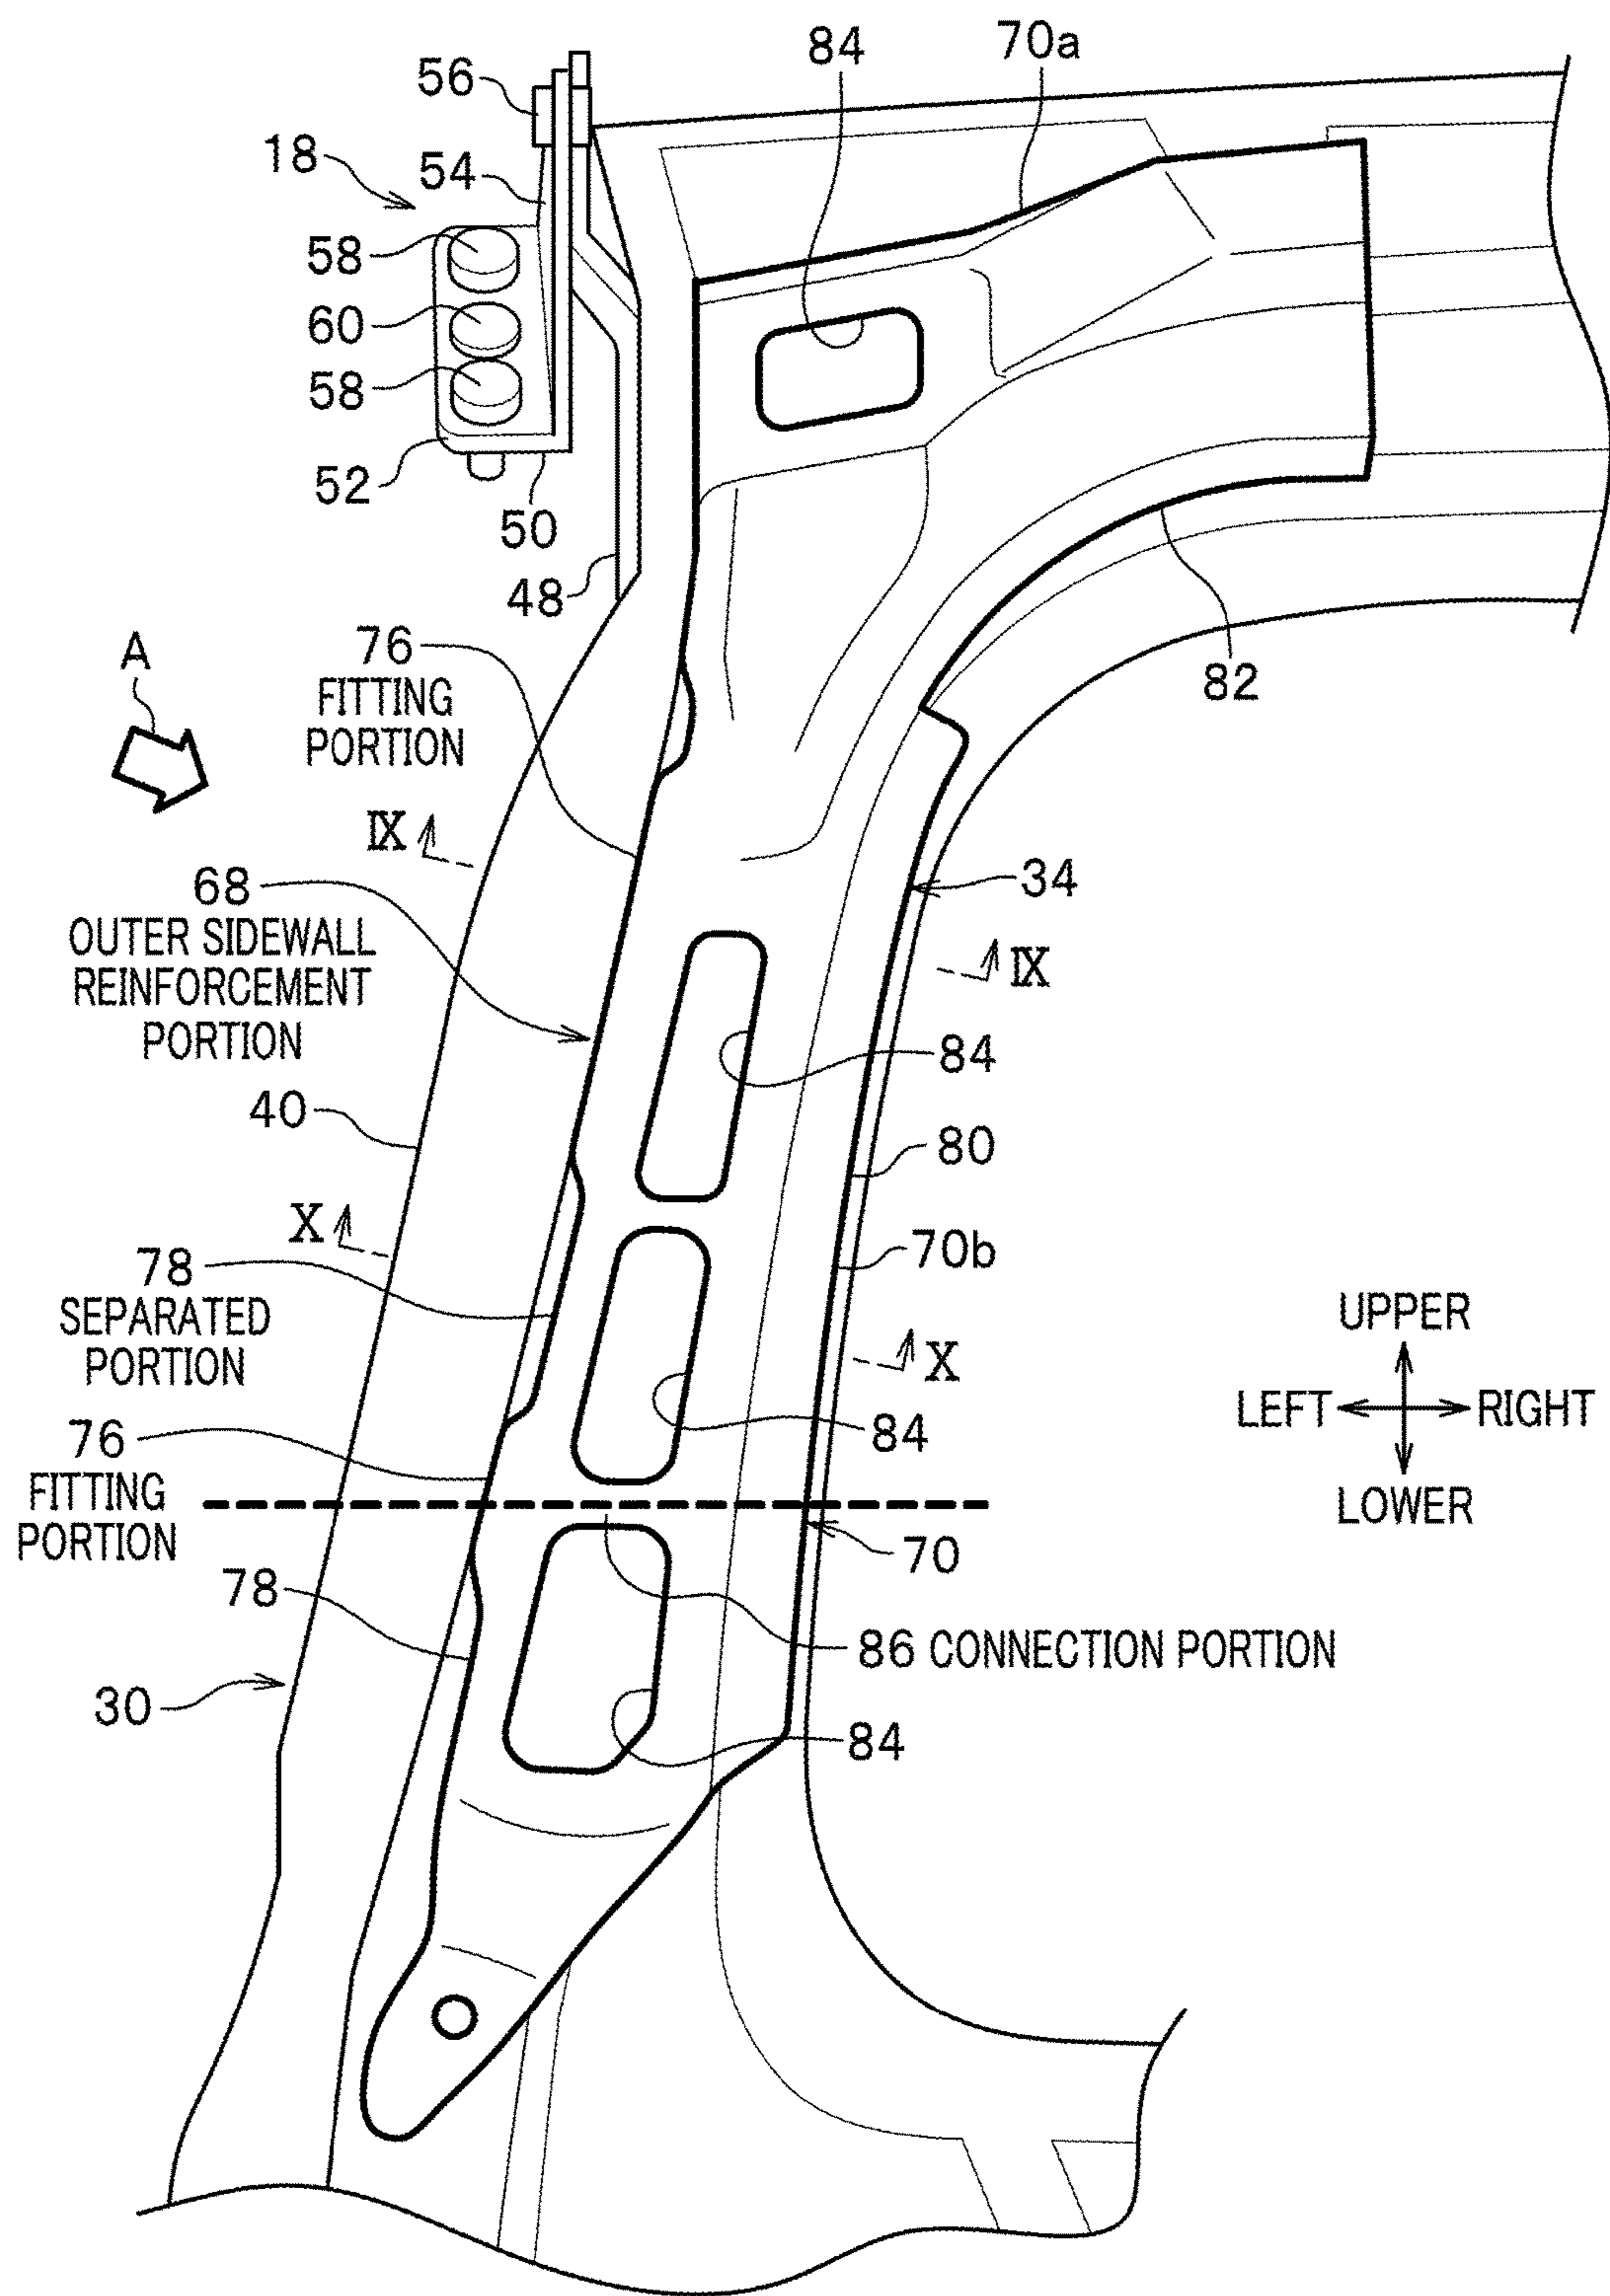 84
70a
56
18
54
58
60
58
52
50
48
A
76
FITTING
PORTION
82
IX
68
OUTER SIDEWALL
REINFORCEMENT
PORTION
34
IX
84
40
80
X
78
SEPARATED
PORTION
70b
X
UPPER
LEFT
RIGHT
LOWER
76
FITTING
PORTION
84
70
78
86 CONNECTION PORTION
30
84